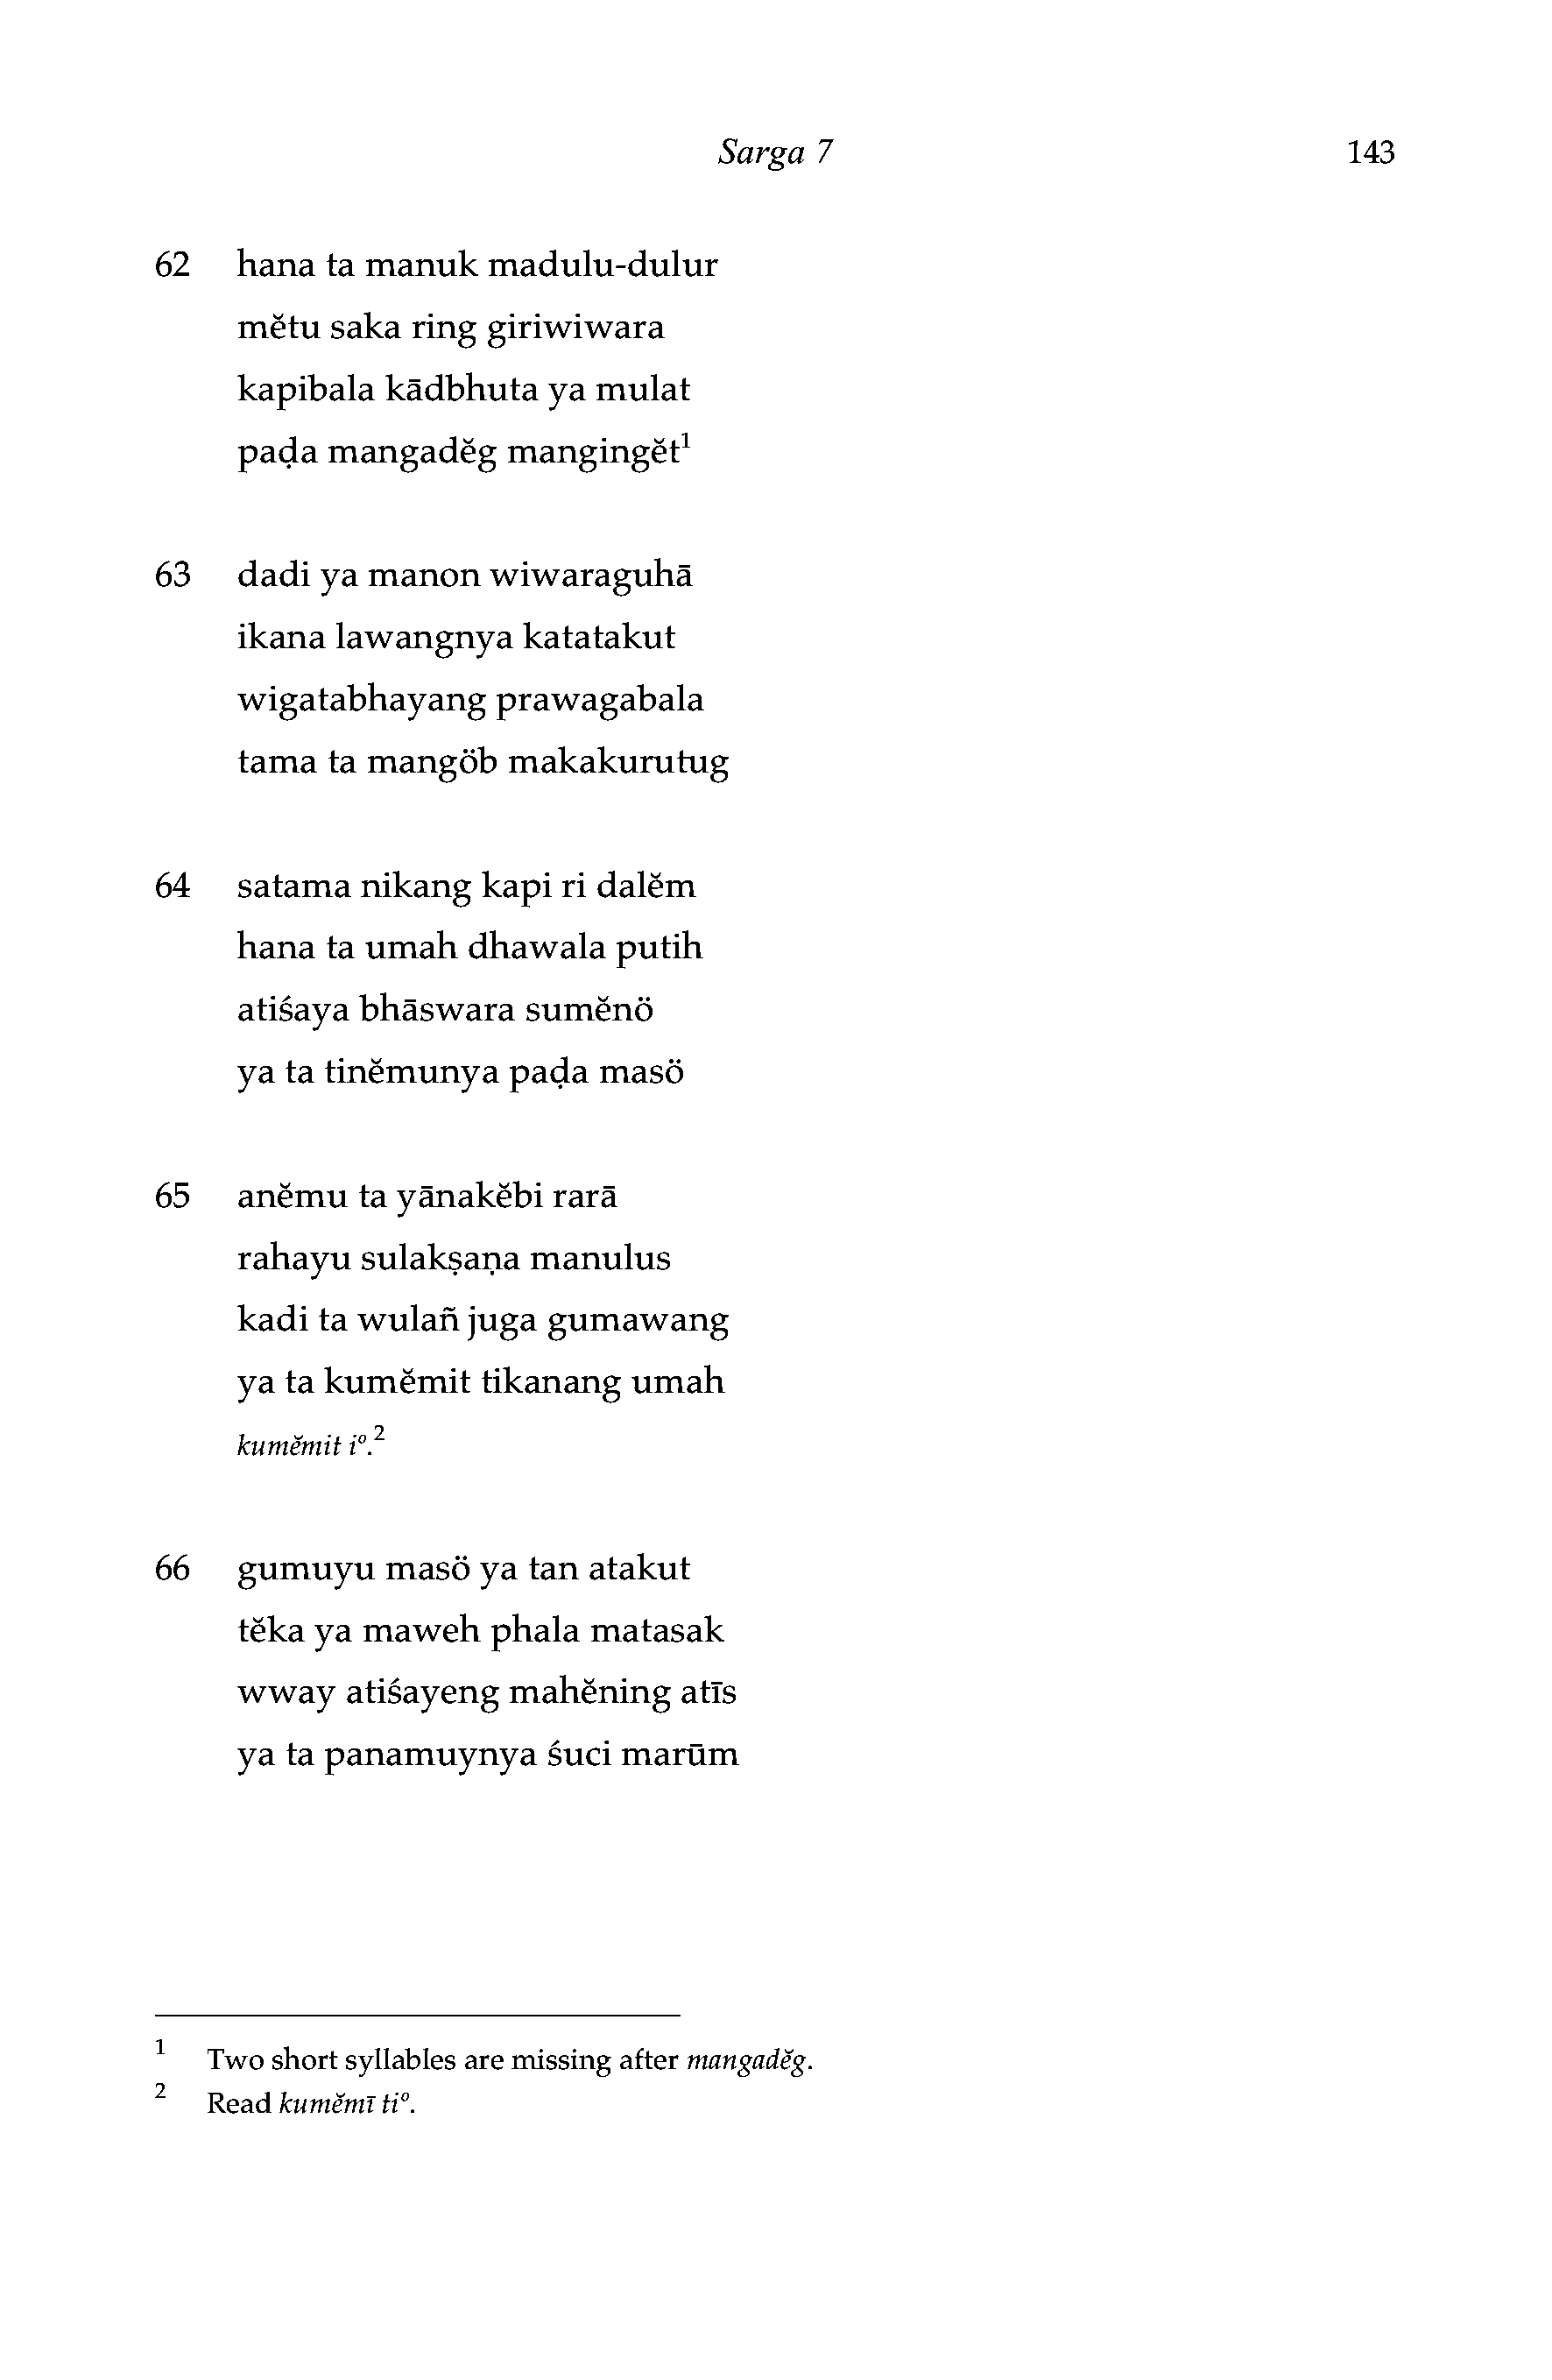 Sarga 7 143
62 hana ta manuk madulu-dulur
mĕtu saka ring giriwiwara
kapibala kādbhuta ya mulat
paḍa mangadĕg mangingĕt¹
63 dadi ya manon wiwaraguhā
ikana lawangnya katatakut
wigatabhayang prawagabala
tama ta mangöb makakurutug
64 satama nikang kapi ri dalĕm
hana ta umah dhawala putih
atiśaya bhāswara sumĕnö
ya ta tinĕmunya paḍa masö
65 anĕmu ta yānakĕbi rarā
rahayu sulakṣaṇa manulus
kadi ta wulañ juga gumawang
ya ta kumĕmit tikanang umah
kumĕmit i°.²
66 gumuyu masö ya tan atakut
tĕka ya maweh phala matasak
wway atiśayeng mahĕning atīs
ya ta panamuynya śuci marūm
1 Two short syllables are missing after mangadĕg.
2 Read kumĕmī ti°.